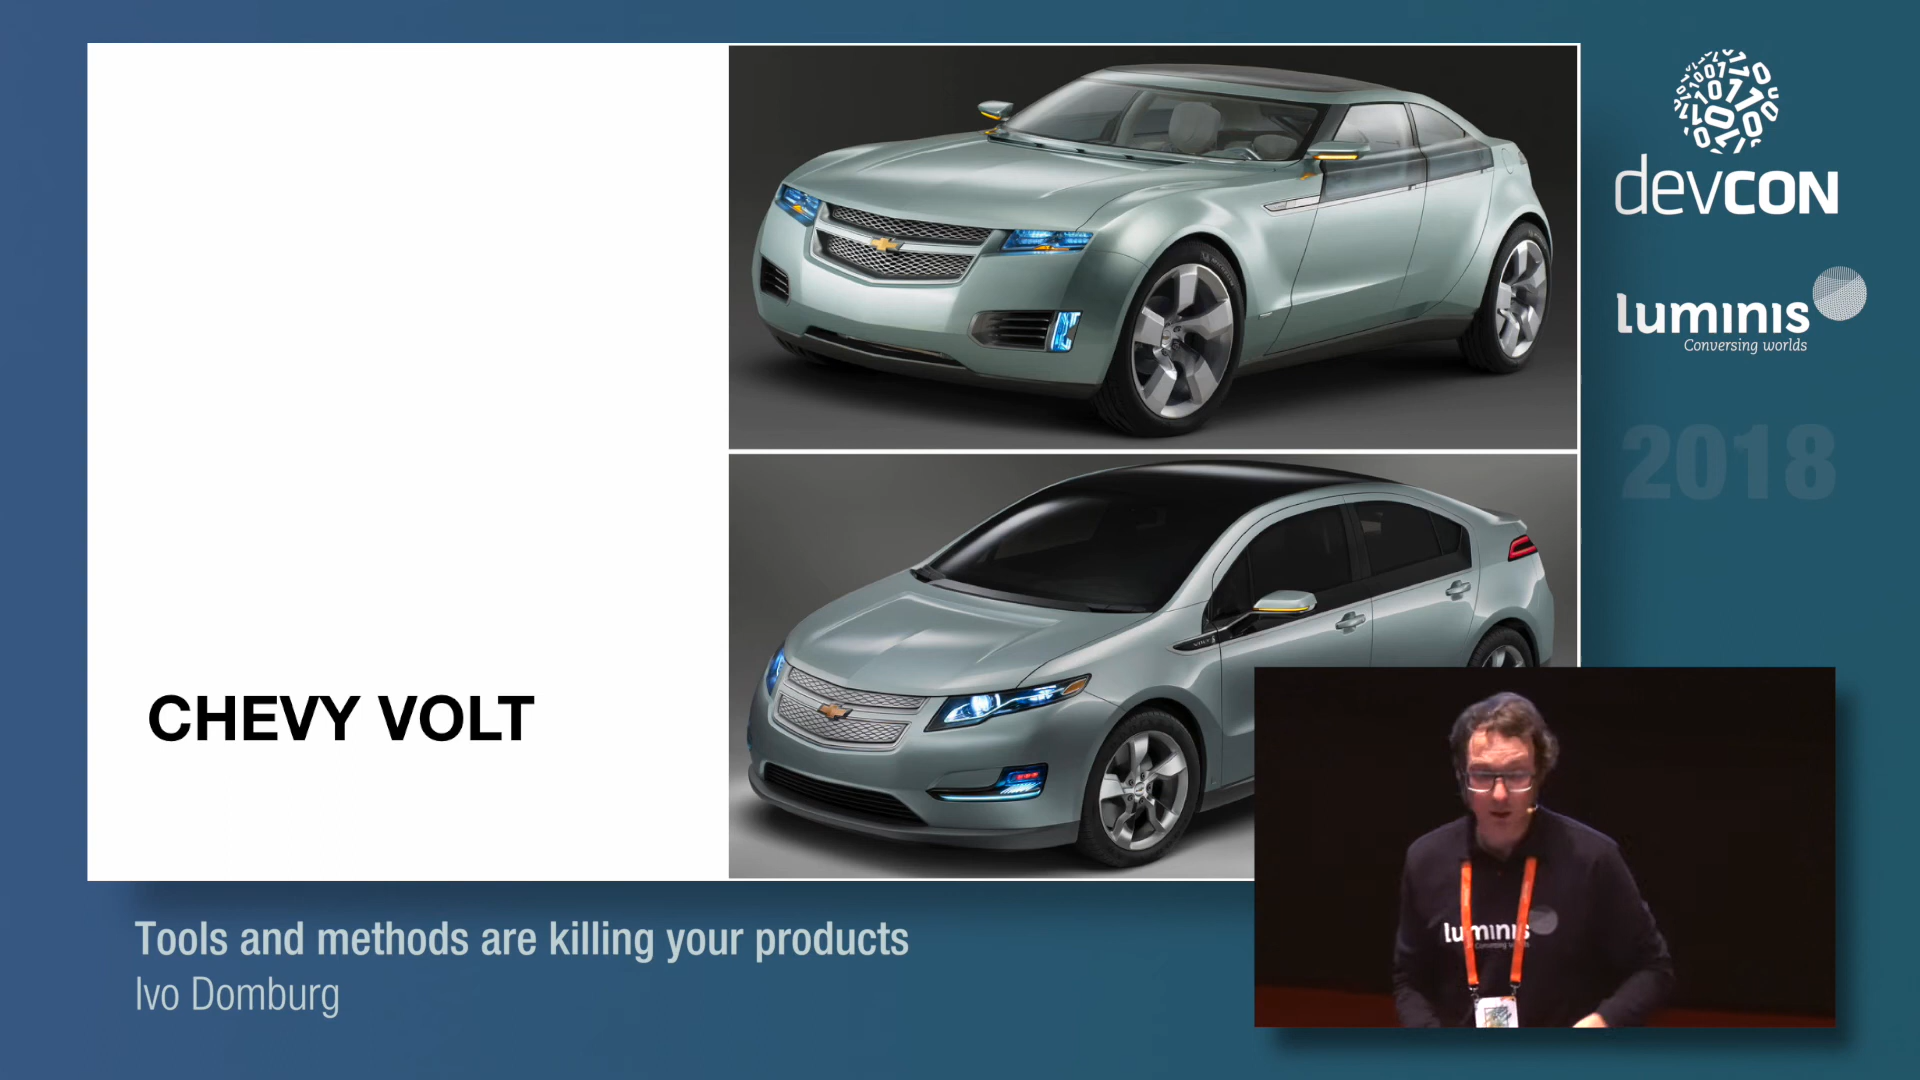 CHEVY VOLT
devCON
luminis
Conversing worlds
2018
Tools and methods are killing your products
Ivo Domburg
luminis